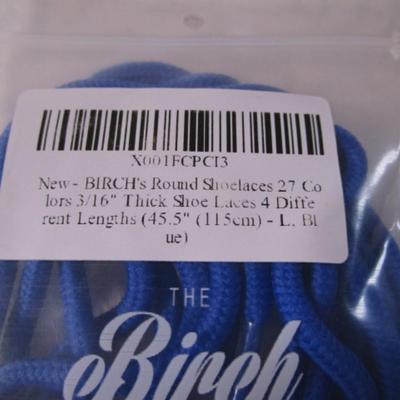 X001FCPCI3
New - BIRCH's Round Shoelaces 27 Co
lors 3/16" Thick Shoe Laces 4 Diffe
rent Lengths (45.5" (115cm) - L. Bl
ue)
THE
Birch